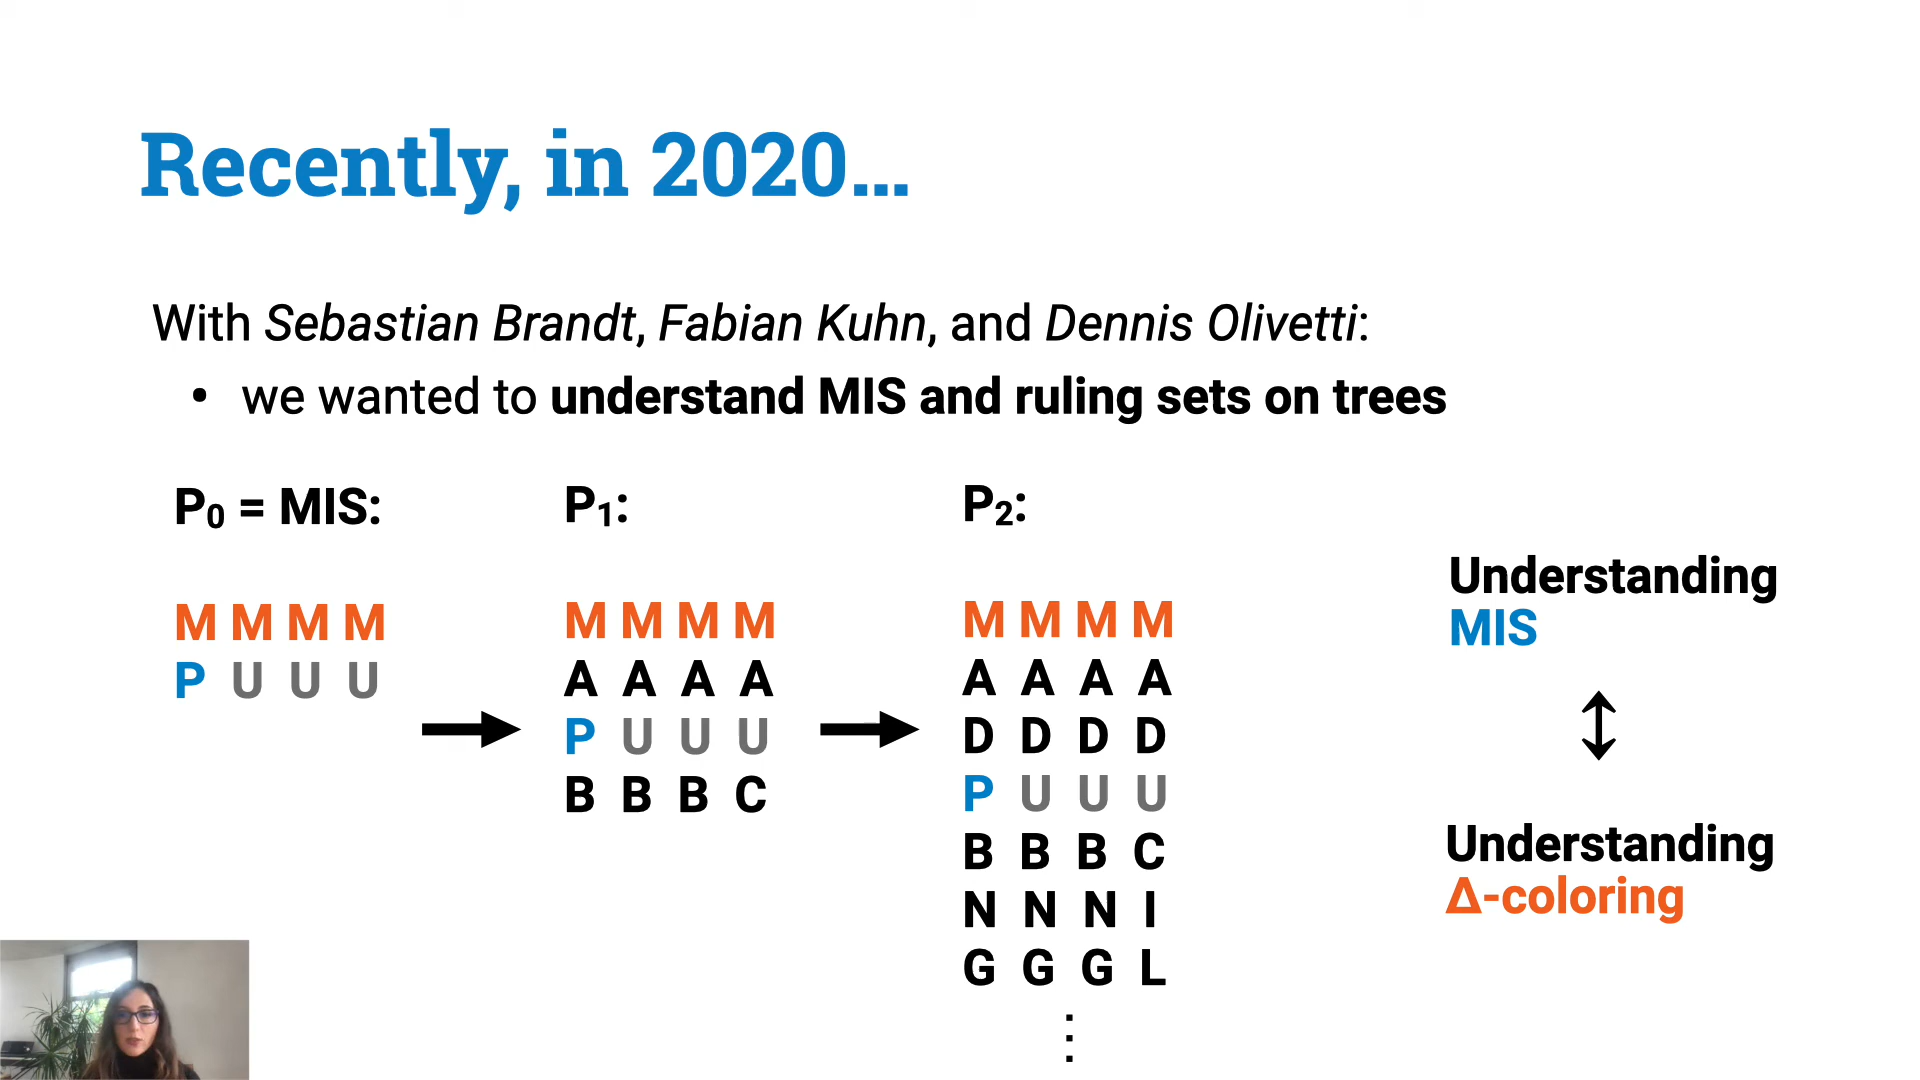 Recently, in 2020...
With Sebastian Brandt, Fabian Kuhn, and Dennis Olivetti:
• we wanted to understand MIS and ruling sets on trees
P₀ = MIS:
M M M M
P U U U
P₁:
M M M M
A A A A
P U U U
B B B C
P₂:
M M M M
A A A A
D D D D
P U U U
B B B C
N N N I
G G G L
⋮
Understanding
MIS
↕
Understanding
Δ-coloring